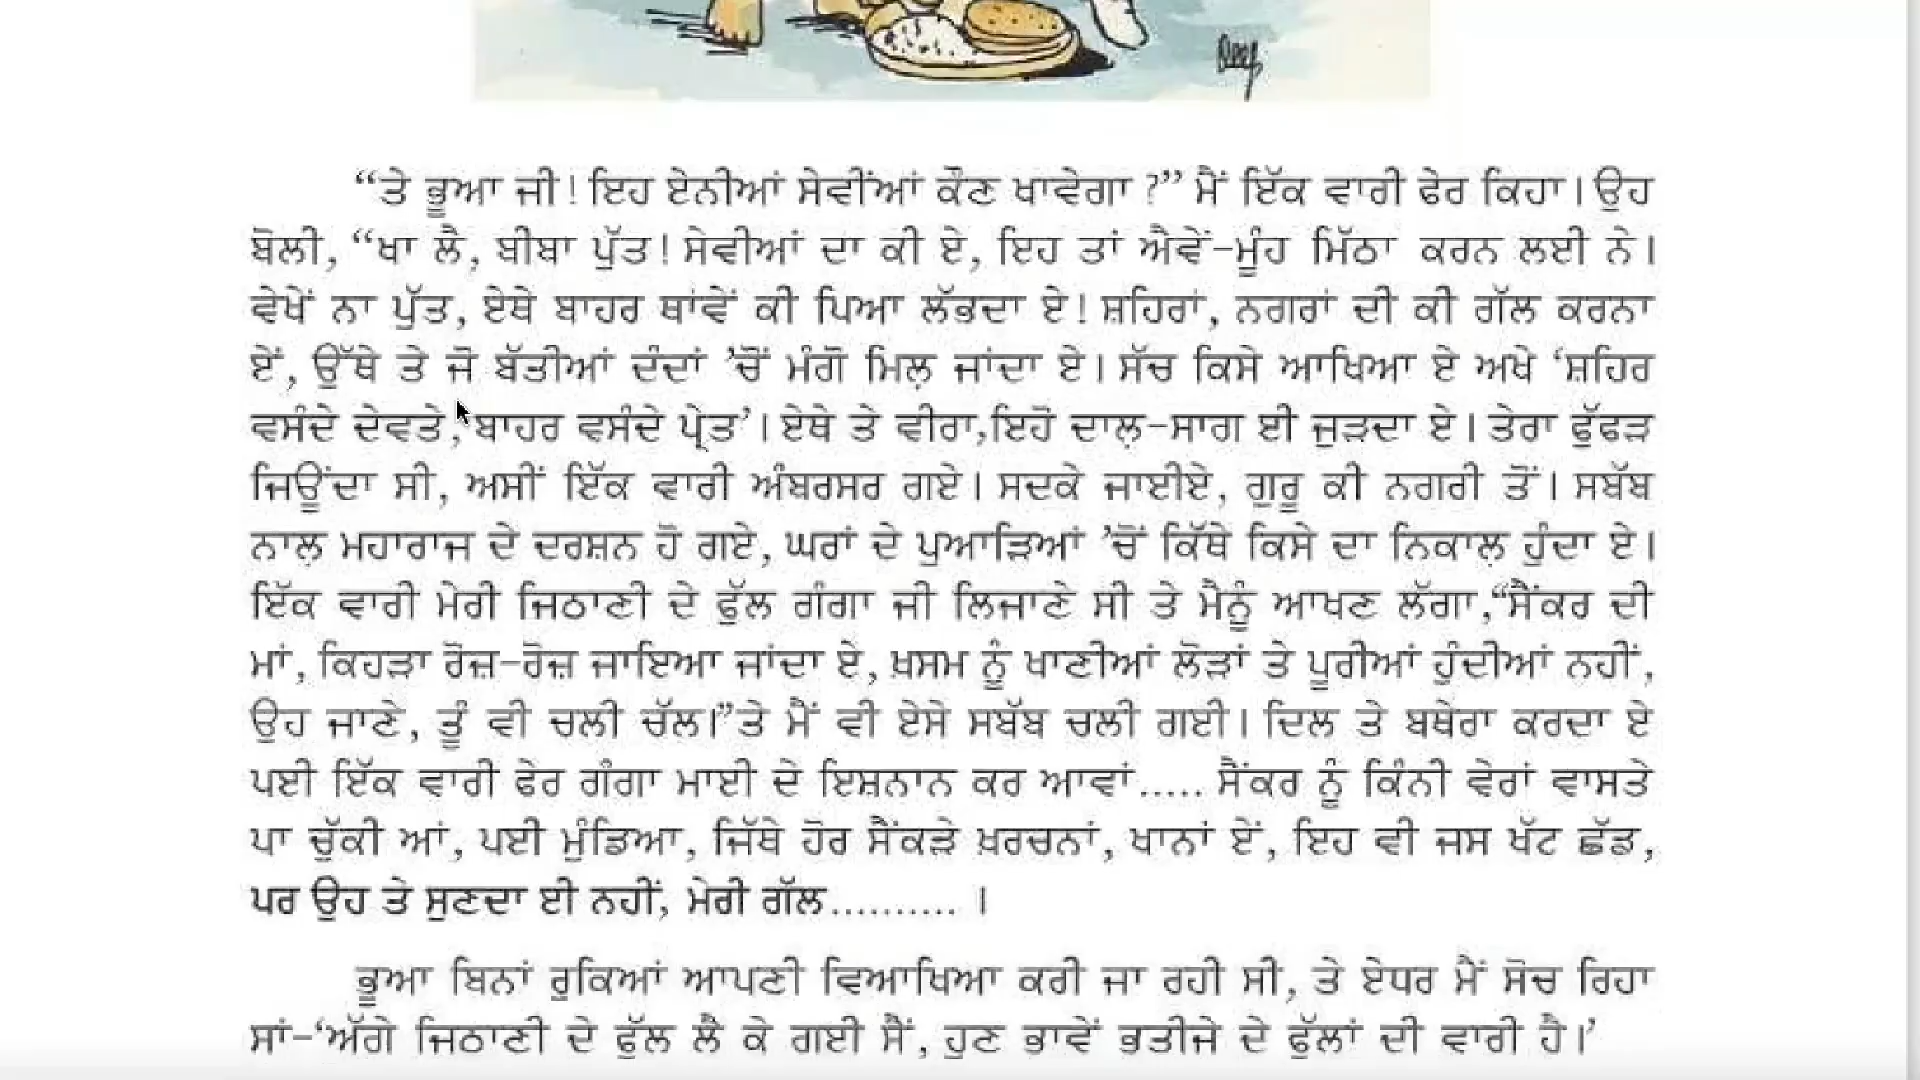 Deep
“ਤੇ ਭੂਆ ਜੀ! ਇਹ ਏਨੀਆਂ ਸੇਵੀਂਆਂ ਕੌਣ ਖਾਵੇਗਾ ?” ਮੈਂ ਇੱਕ ਵਾਰੀ ਫੇਰ ਕਿਹਾ। ਉਹ
ਬੋਲੀ, “ਖਾ ਲੈ, ਬੀਬਾ ਪੁੱਤ! ਸੇਵੀਆਂ ਦਾ ਕੀ ਏ, ਇਹ ਤਾਂ ਐਵੇਂ-ਮੂੰਹ ਮਿੱਠਾ ਕਰਨ ਲਈ ਨੇ।
ਵੇਖੇਂ ਨਾ ਪੁੱਤ, ਏਥੇ ਬਾਹਰ ਥਾਂਵੇਂ ਕੀ ਪਿਆ ਲੱਭਦਾ ਏ! ਸ਼ਹਿਰਾਂ, ਨਗਰਾਂ ਦੀ ਕੀ ਗੱਲ ਕਰਨਾ
ਏਂ, ਉੱਥੇ ਤੇ ਜੋ ਬੱਤੀਆਂ ਦੰਦਾਂ ’ਚੋਂ ਮੰਗੋ ਮਿਲ਼ ਜਾਂਦਾ ਏ। ਸੱਚ ਕਿਸੇ ਆਖਿਆ ਏ ਅਖੇ ‘ਸ਼ਹਿਰ
ਵਸੰਦੇ ਦੇਵਤੇ, ਬਾਹਰ ਵਸੰਦੇ ਪ੍ਰੇਤ’। ਏਥੇ ਤੇ ਵੀਰਾ,ਇਹੋ ਦਾਲ਼-ਸਾਗ ਈ ਜੁੜਦਾ ਏ। ਤੇਰਾ ਫੁੱਫੜ
ਜਿਊਂਦਾ ਸੀ, ਅਸੀਂ ਇੱਕ ਵਾਰੀ ਅੰਬਰਸਰ ਗਏ। ਸਦਕੇ ਜਾਈਏ, ਗੁਰੂ ਕੀ ਨਗਰੀ ਤੋਂ। ਸਬੱਬ
ਨਾਲ਼ ਮਹਾਰਾਜ ਦੇ ਦਰਸ਼ਨ ਹੋ ਗਏ, ਘਰਾਂ ਦੇ ਪੁਆੜਿਆਂ ’ਚੋਂ ਕਿੱਥੇ ਕਿਸੇ ਦਾ ਨਿਕਾਲ਼ ਹੁੰਦਾ ਏ।
ਇੱਕ ਵਾਰੀ ਮੇਰੀ ਜਿਠਾਣੀ ਦੇ ਫੁੱਲ ਗੰਗਾ ਜੀ ਲਿਜਾਣੇ ਸੀ ਤੇ ਮੈਨੂੰ ਆਖਣ ਲੱਗਾ,“ਸੈਂਕਰ ਦੀ
ਮਾਂ, ਕਿਹੜਾ ਰੋਜ਼-ਰੋਜ਼ ਜਾਇਆ ਜਾਂਦਾ ਏ, ਖ਼ਸਮ ਨੂੰ ਖਾਣੀਆਂ ਲੋੜਾਂ ਤੇ ਪੂਰੀਆਂ ਹੁੰਦੀਆਂ ਨਹੀਂ,
ਉਹ ਜਾਣੇ, ਤੂੰ ਵੀ ਚਲੀ ਚੱਲ।”ਤੇ ਮੈਂ ਵੀ ਏਸੇ ਸਬੱਬ ਚਲੀ ਗਈ। ਦਿਲ ਤੇ ਬਥੇਰਾ ਕਰਦਾ ਏ
ਪਈ ਇੱਕ ਵਾਰੀ ਫੇਰ ਗੰਗਾ ਮਾਈ ਦੇ ਇਸ਼ਨਾਨ ਕਰ ਆਵਾਂ..... ਸੈਂਕਰ ਨੂੰ ਕਿੰਨੀ ਵੇਰਾਂ ਵਾਸਤੇ
ਪਾ ਚੁੱਕੀ ਆਂ, ਪਈ ਮੁੰਡਿਆ, ਜਿੱਥੇ ਹੋਰ ਸੈਂਕੜੇ ਖ਼ਰਚਨਾਂ, ਖਾਨਾਂ ਏਂ, ਇਹ ਵੀ ਜਸ ਖੱਟ ਛੱਡ,
ਪਰ ਉਹ ਤੇ ਸੁਣਦਾ ਈ ਨਹੀਂ, ਮੇਰੀ ਗੱਲ.......... ।
ਭੂਆ ਬਿਨਾਂ ਰੁਕਿਆਂ ਆਪਣੀ ਵਿਆਖਿਆ ਕਰੀ ਜਾ ਰਹੀ ਸੀ, ਤੇ ਏਧਰ ਮੈਂ ਸੋਚ ਰਿਹਾ
ਸਾਂ-‘ਅੱਗੇ ਜਿਠਾਣੀ ਦੇ ਫੁੱਲ ਲੈ ਕੇ ਗਈ ਸੈਂ, ਹੁਣ ਭਾਵੇਂ ਭਤੀਜੇ ਦੇ ਫੁੱਲਾਂ ਦੀ ਵਾਰੀ ਹੈ।’